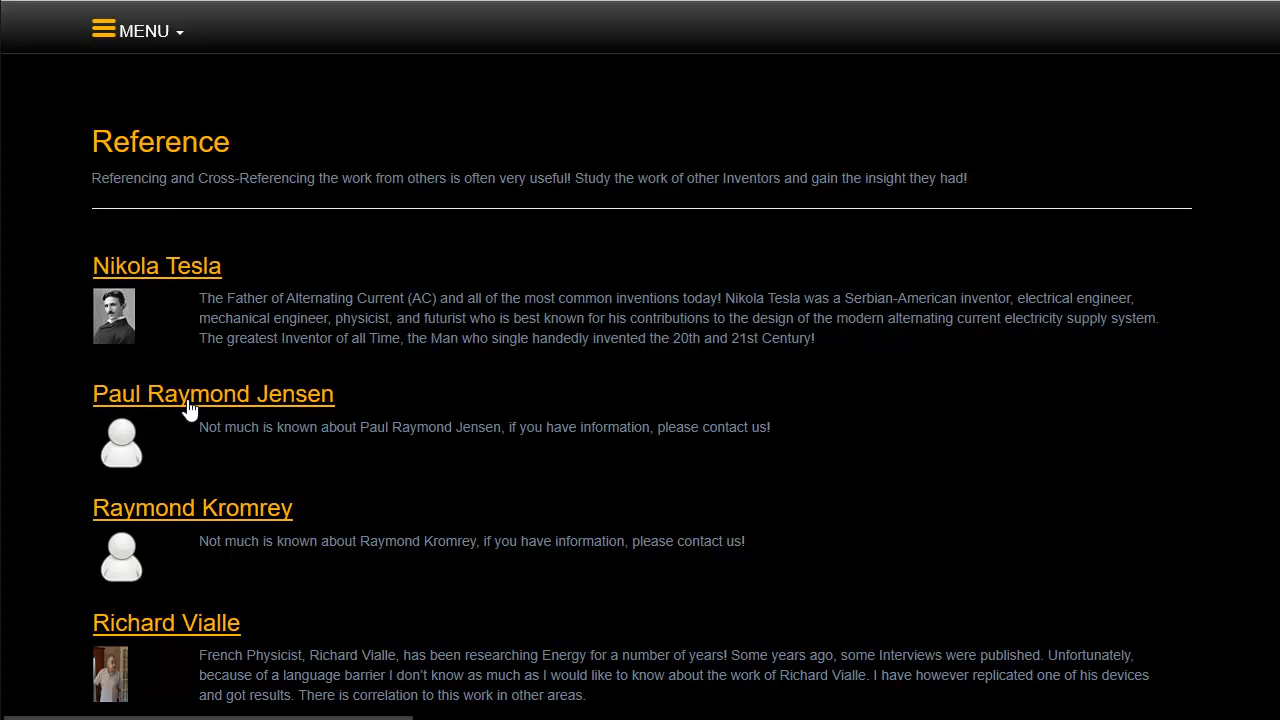 MENU
Reference
Referencing and Cross-Referencing the work from others is often very useful! Study the work of other Inventors and gain the insight they had!
Nikola Tesla
The Father of Alternating Current (AC) and all of the most common inventions today! Nikola Tesla was a Serbian-American inventor, electrical engineer,
mechanical engineer, physicist, and futurist who is best known for his contributions to the design of the modern alternating current electricity supply system.
The greatest Inventor of all Time, the Man who single handedly invented the 20th and 21st Century!
Paul Raymond Jensen
Not much is known about Paul Raymond Jensen, if you have information, please contact us!
Raymond Kromrey
Not much is known about Raymond Kromrey, if you have information, please contact us!
Richard Vialle
French Physicist, Richard Vialle, has been researching Energy for a number of years! Some years ago, some Interviews were published. Unfortunately,
because of a language barrier I don't know as much as I would like to know about the work of Richard Vialle. I have however replicated one of his devices
and got results. There is correlation to this work in other areas.